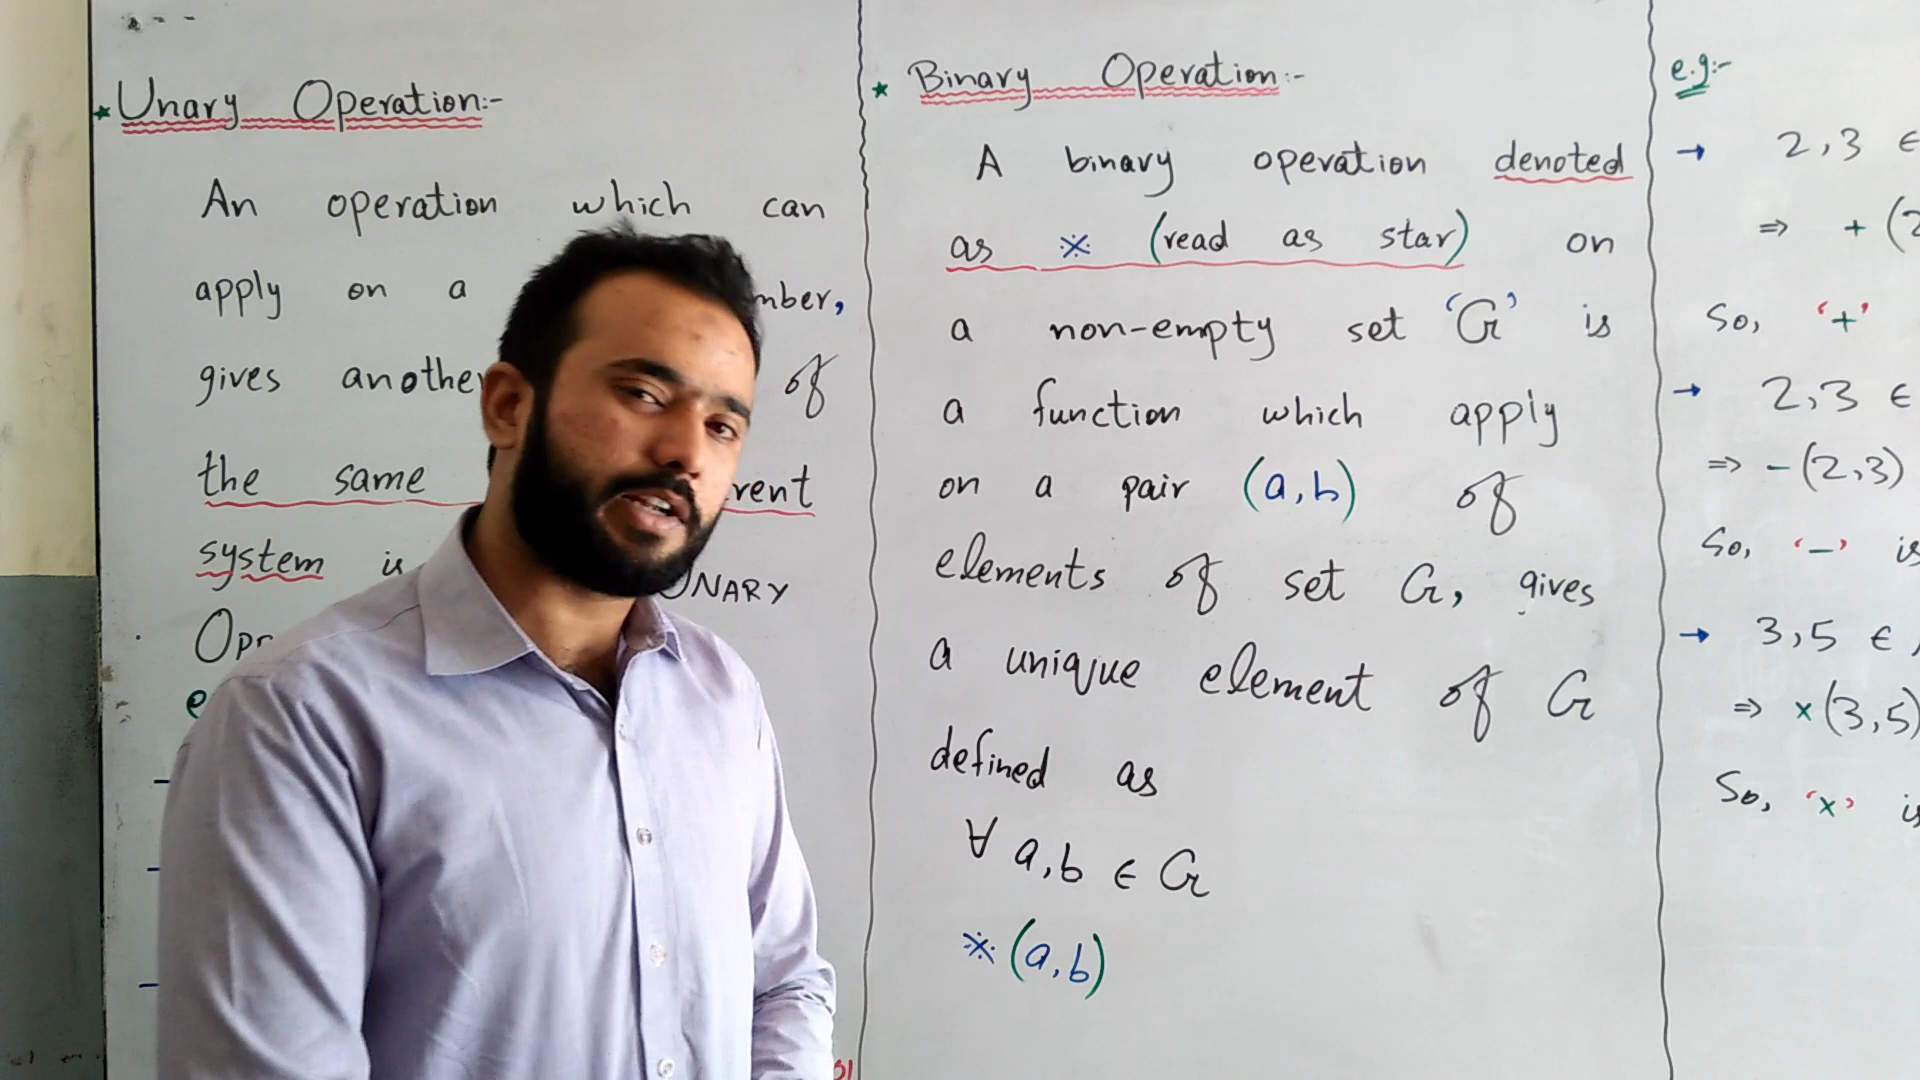 * Unary Operation:-
An operation which can
apply on a
gives another of
the same
system is UNARY
* Binary Operation:-
A binary operation denoted
as ※ (read as star) on
a non-empty set ‘G’ is
a function which apply
on a pair (a,b) of
elements of set G, gives
a unique element of G
defined as
∀ a,b ∈ G
※ (a,b)
e.g:-
→ 2,3 ∈
⇒ + (2
So, ‘+’
→ 2,3 ∈
⇒ -(2,3)
So, ‘-’ is
→ 3,5 ∈
⇒ ×(3,5)
So, ‘×’ is